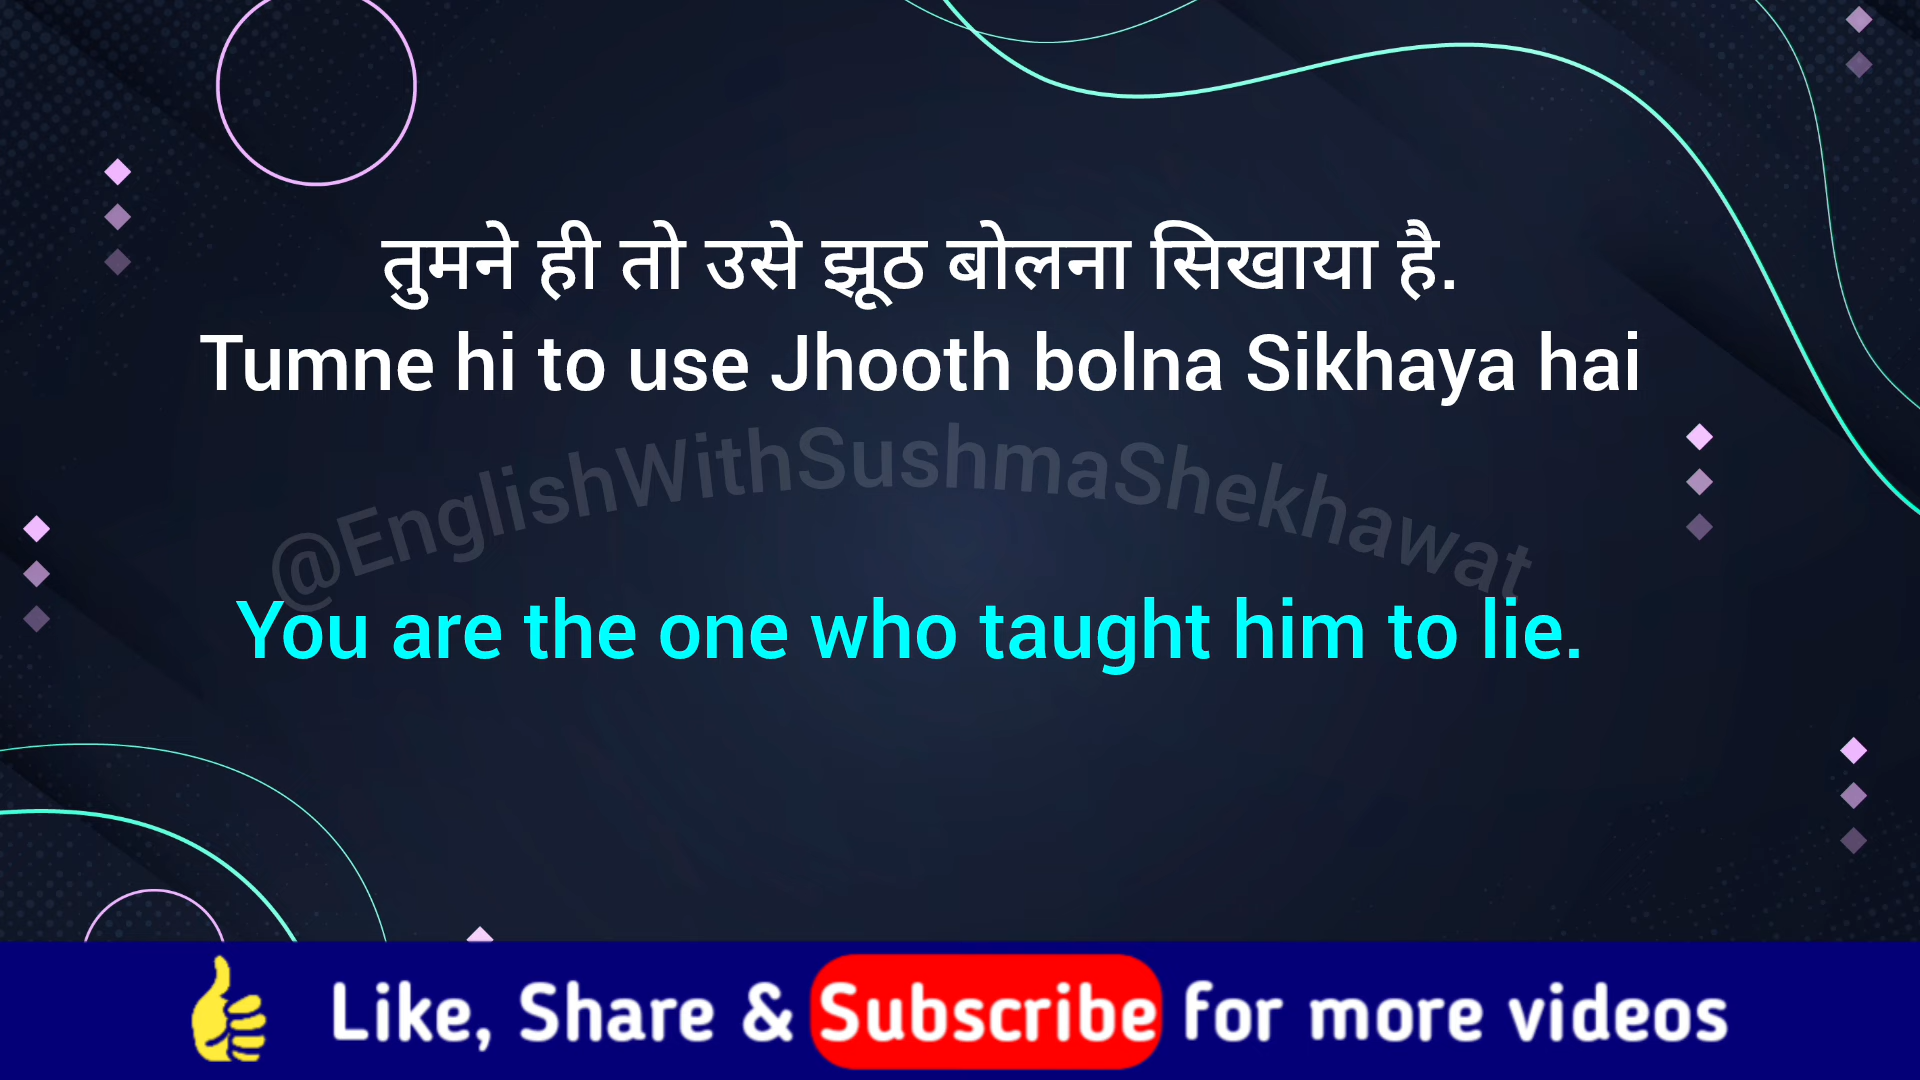 तुमने ही तो उसे झूठ बोलना सिखाया है.
Tumne hi to use Jhooth bolna Sikhaya hai
@EnglishWithSushmaShekhawat
You are the one who taught him to lie.
Like, Share & Subscribe for more videos